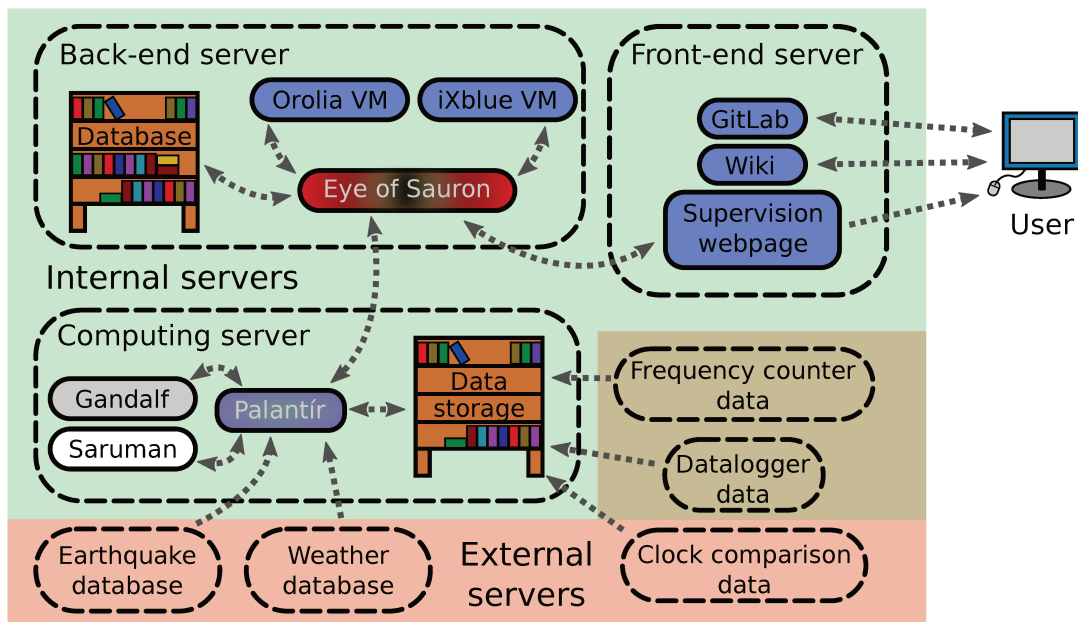 Back-end server
Database
Orolia VM
iXblue VM
Eye of Sauron
Front-end server
GitLab
Wiki
Supervision
webpage
User
Internal servers
Computing server
Gandalf
Saruman
Palantír
Data
storage
Frequency counter
data
Datalogger
data
Earthquake
database
Weather
database
External
servers
Clock comparison
data